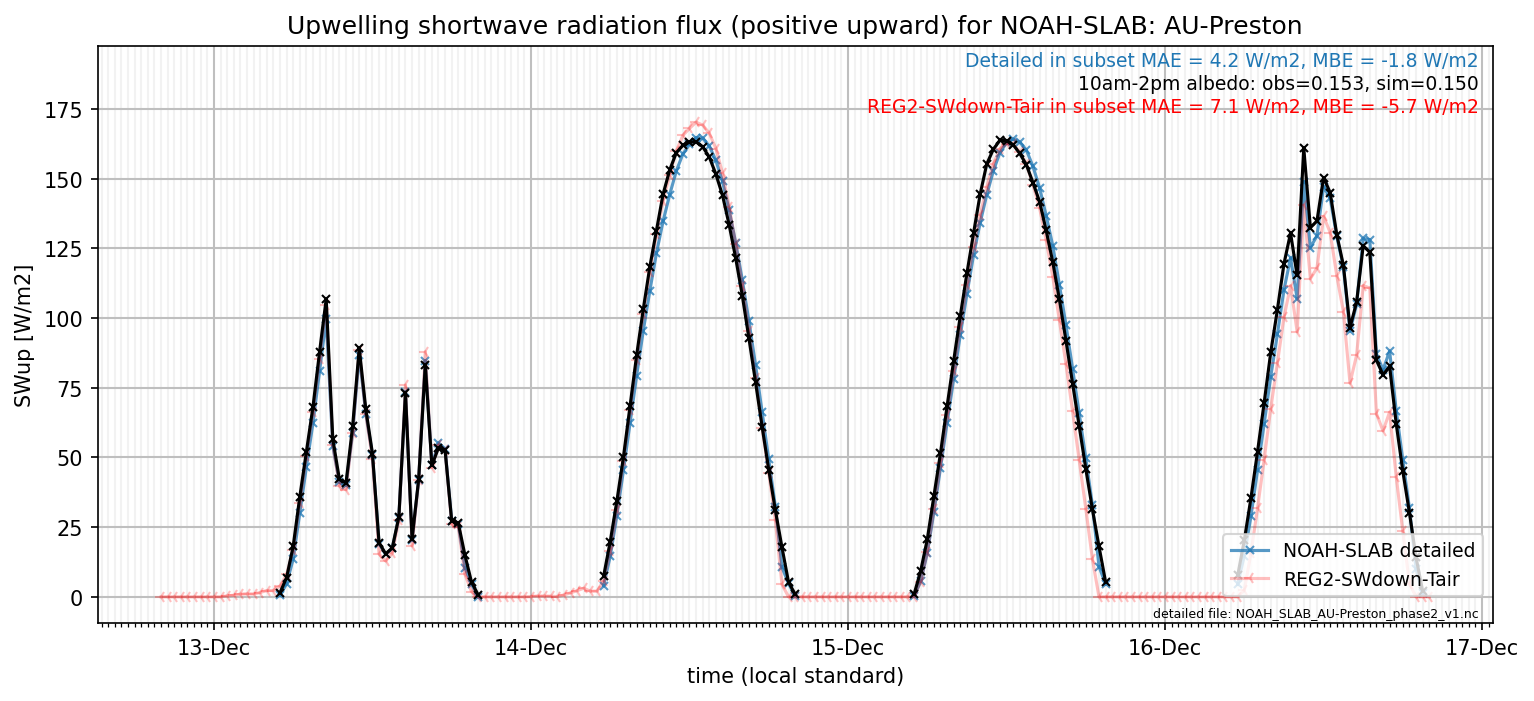 Upwelling shortwave radiation flux (positive upward) for NOAH-SLAB: AU-Preston
Detailed in subset MAE = 4.2 W/m2, MBE = -1.8 W/m2
10am-2pm albedo: obs=0.153, sim=0.150
REG2-SWdown-Tair in subset MAE = 7.1 W/m2, MBE = -5.7 W/m2
SWup [W/m2]
175
150
125
100
75
50
25
0
NOAH-SLAB detailed
REG2-SWdown-Tair
detailed file: NOAH_SLAB_AU-Preston_phase2_v1.nc
13-Dec
14-Dec
15-Dec
16-Dec
17-Dec
time (local standard)